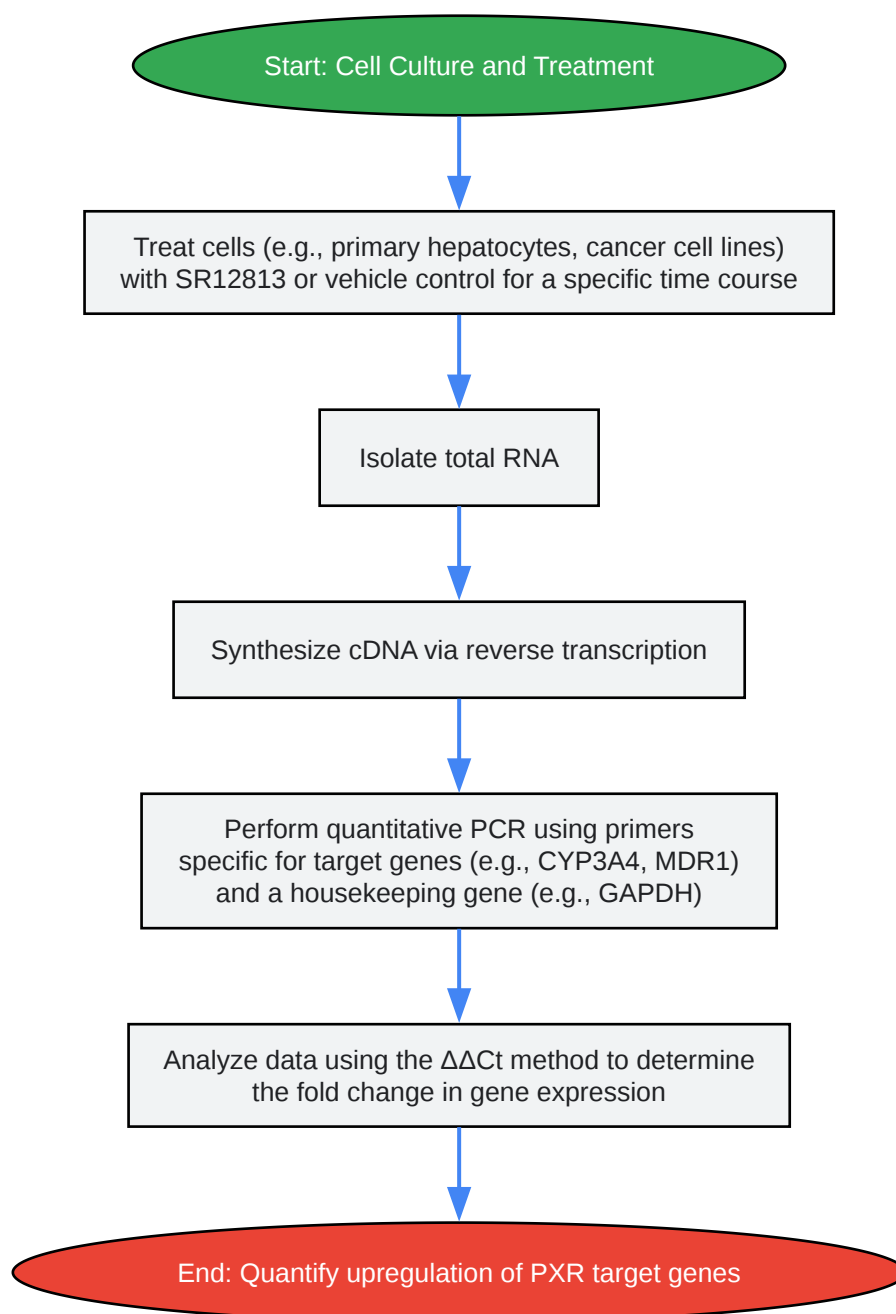 Start: Cell Culture and Treatment
Treat cells (e.g., primary hepatocytes, cancer cell lines)
with SR12813 or vehicle control for a specific time course
Isolate total RNA
Synthesize cDNA via reverse transcription
Perform quantitative PCR using primers
specific for target genes (e.g., CYP3A4, MDR1)
and a housekeeping gene (e.g., GAPDH)
Analyze data using the ΔΔCt method to determine
the fold change in gene expression
End: Quantify upregulation of PXR target genes